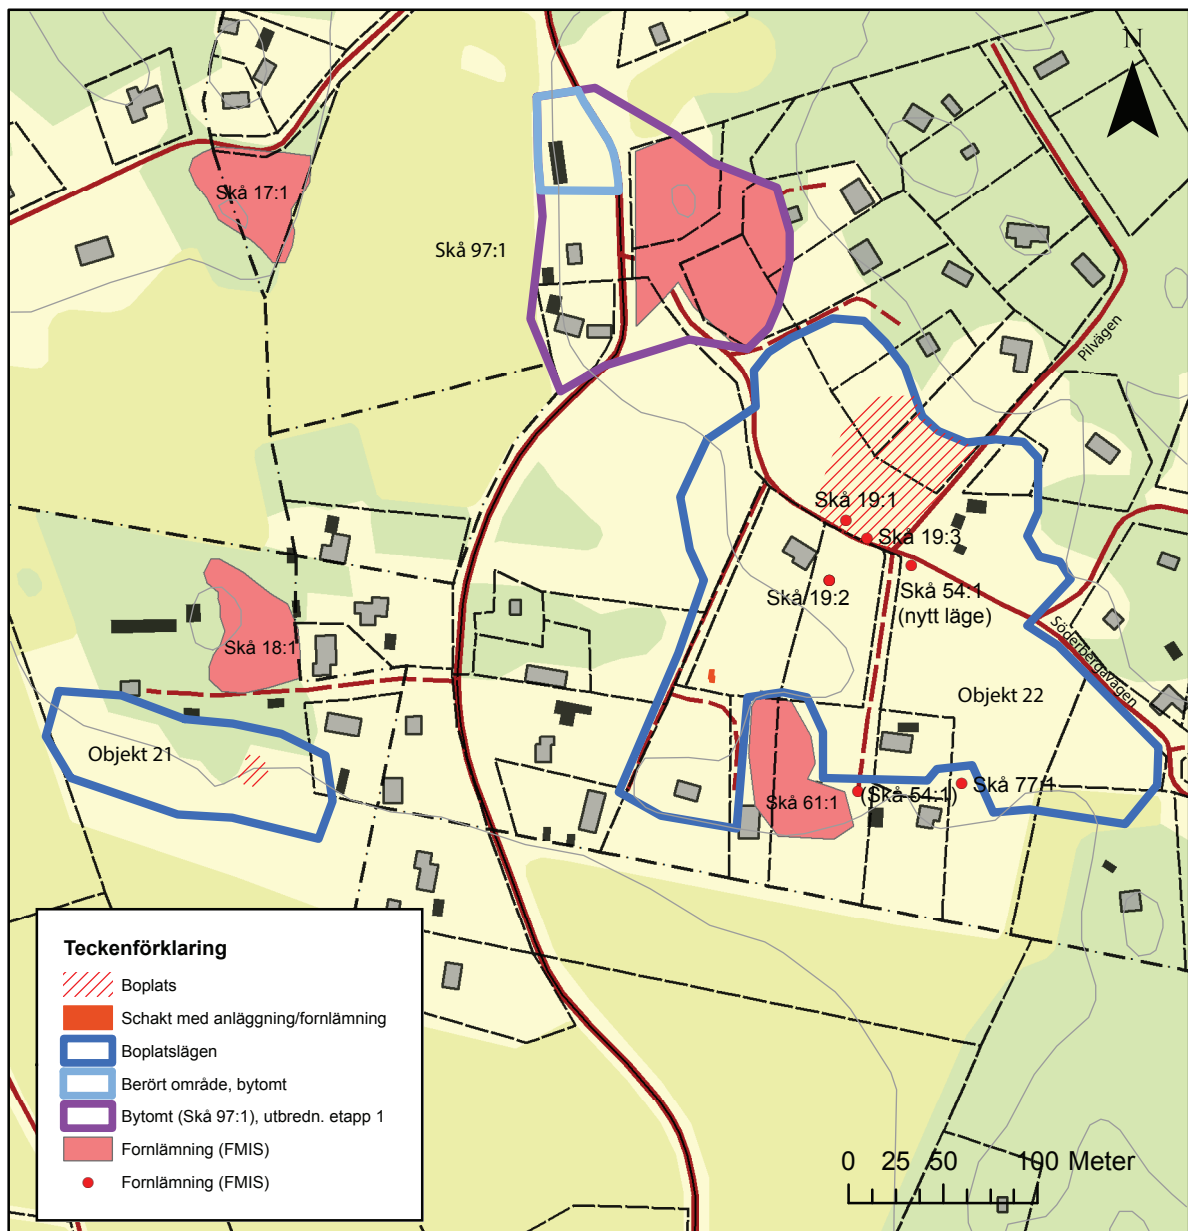 N
Skå 17:1
Skå 97:1
Pilvägen
Skå 19:1
Skå 19:3
Skå 19:2
Skå 54:1
(nytt läge)
Söderbergavägen
Skå 18:1
Objekt 22
Objekt 21
Skå 61:1
(Skå 54:1)
Skå 77:1
Teckenförklaring
Boplats
Schakt med anläggning/fornlämning
Boplatslägen
Berört område, bytomt
Bytomt (Skå 97:1), utbredn. etapp 1
Fornlämning (FMIS)
Fornlämning (FMIS)
0 25 50 100 Meter